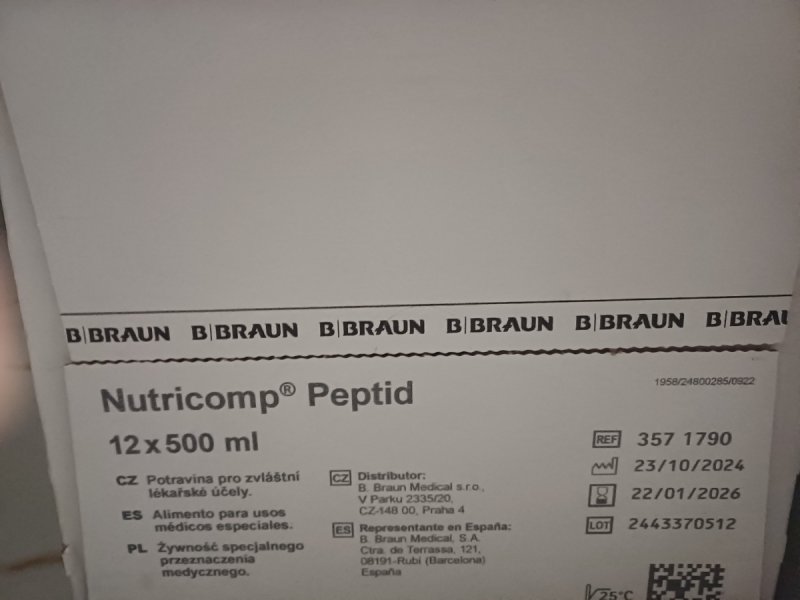 B|BRAUN B|BRAUN B|BRAUN B|BRAUN B|BRAUN B|BRAU
Nutricomp® Peptid
1958/24800285/0922
12 x 500 ml
CZ Potravina pro zvláštní
lékařské účely.
ES Alimento para usos
médicos especiales.
PL Żywność specjalnego
przeznaczenia
medycznego.
CZ Distributor:
B. Braun Medical s.r.o.,
V Parku 2335/20,
CZ-148 00, Praha 4
ES Representante en España:
B. Braun Medical, S.A.
Ctra. de Terrassa, 121,
08191-Rubí (Barcelona)
España
REF 357 1790
23/10/2024
22/01/2026
LOT 2443370512
25°C